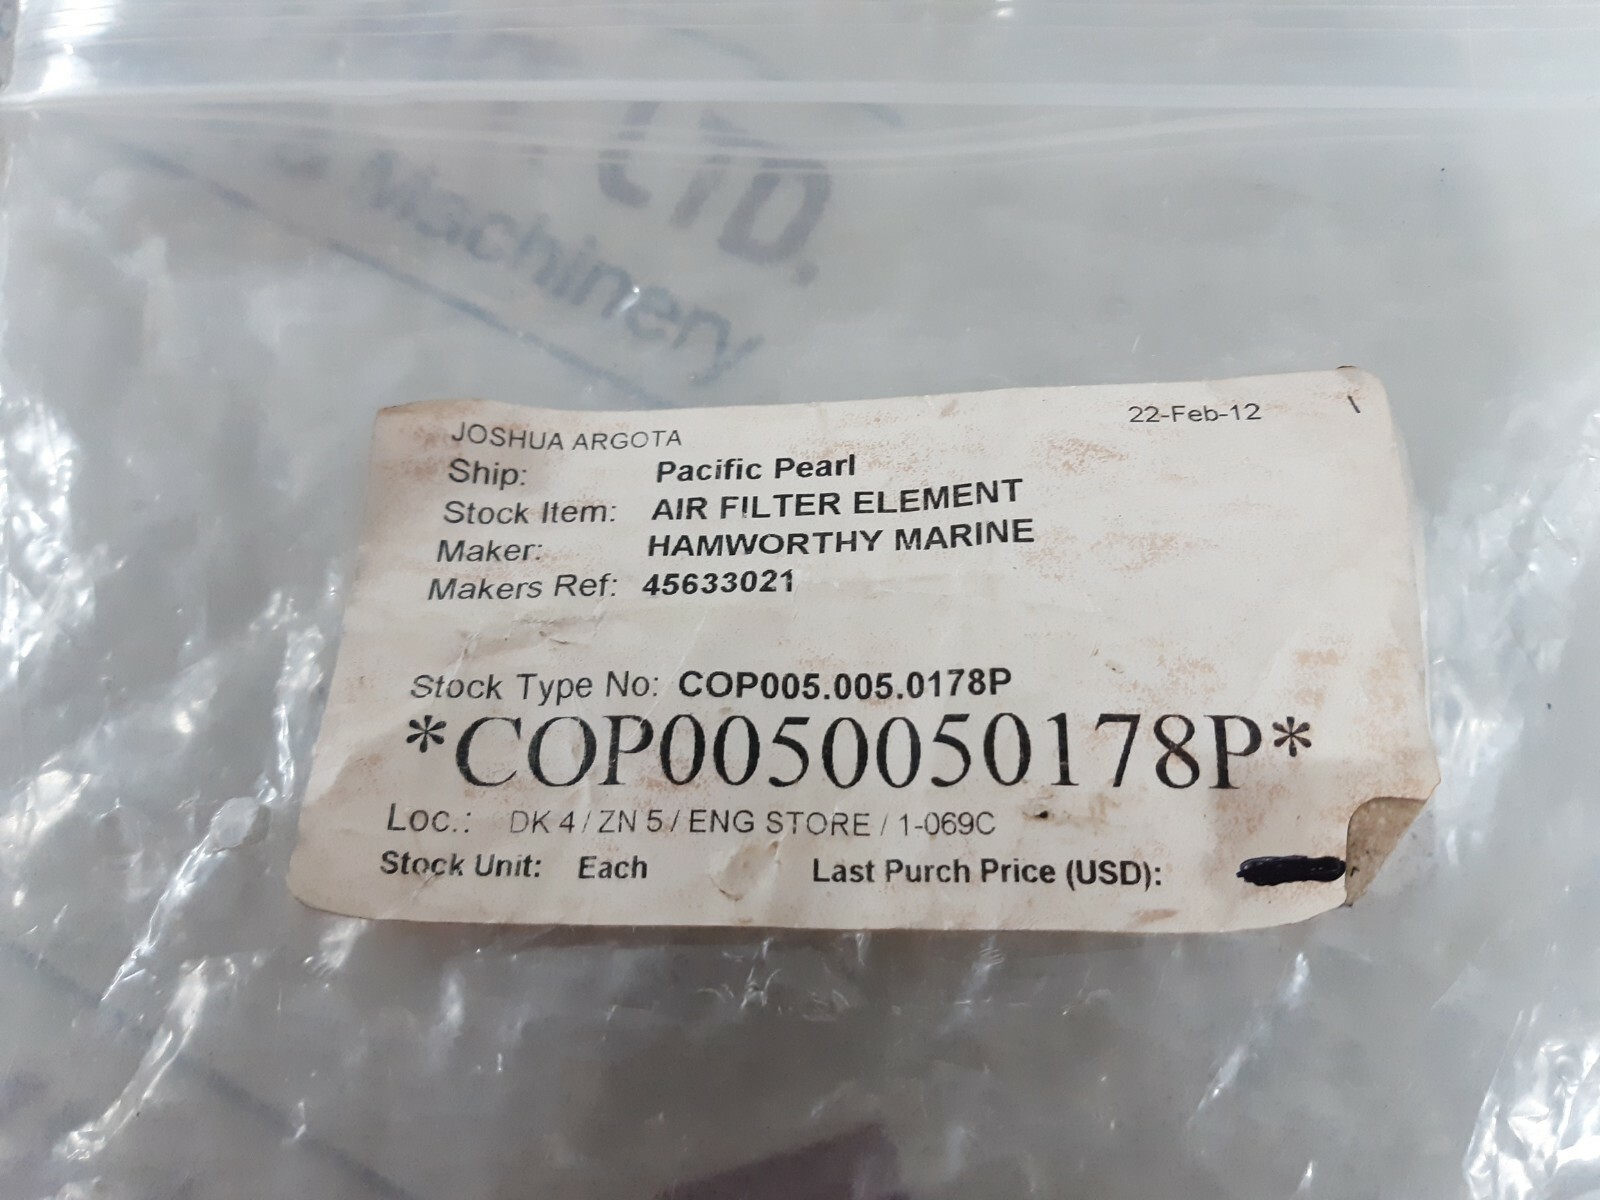 LTD.
Machinery
JOSHUA ARGOTA 22-Feb-12
Ship: Pacific Pearl
Stock Item: AIR FILTER ELEMENT
Maker: HAMWORTHY MARINE
Makers Ref: 45633021
Stock Type No: COP005.005.0178P
*COP0050050178P*
Loc.: DK 4 / ZN 5 / ENG STORE / 1-069C
Stock Unit: Each Last Purch Price (USD):